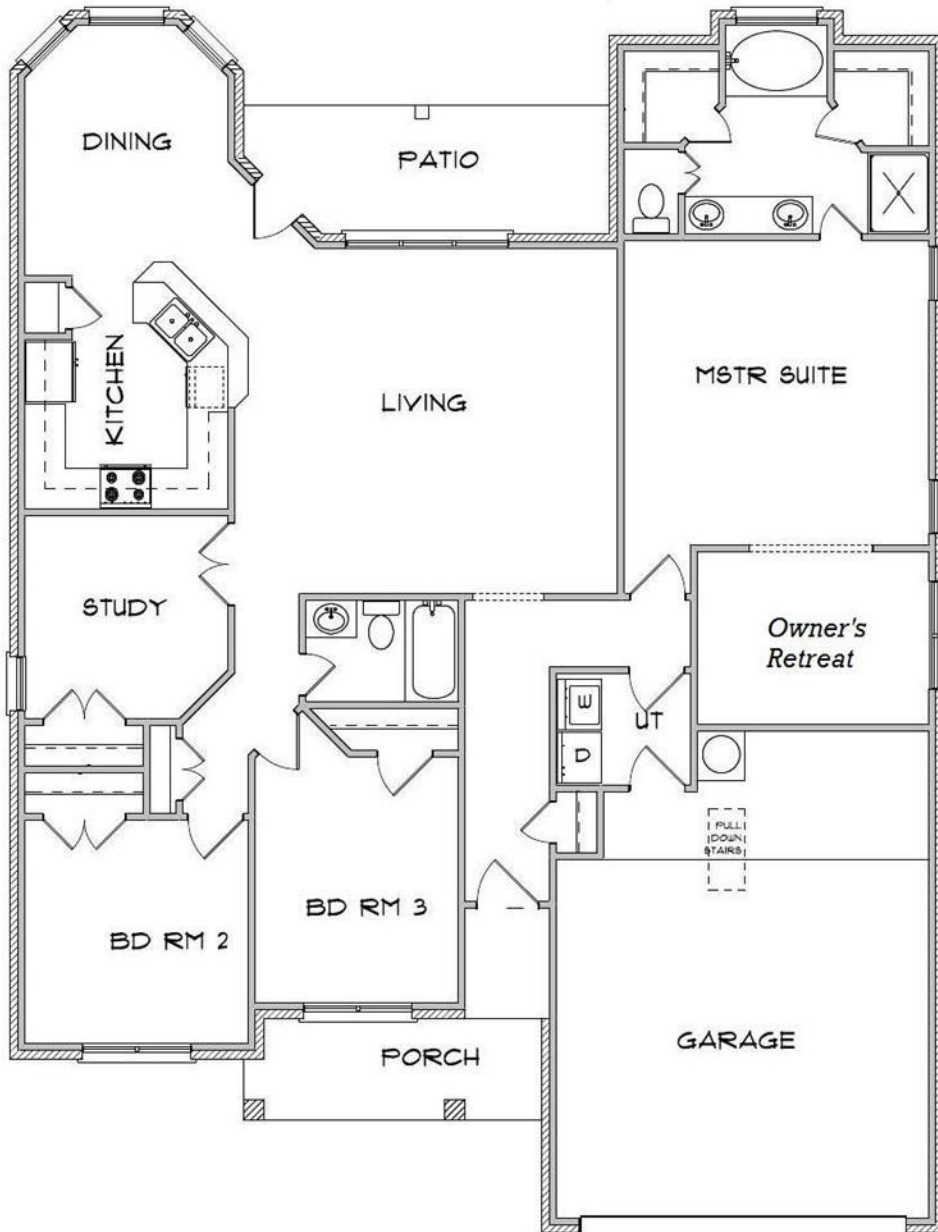 DINING
PATIO
KITCHEN
LIVING
MSTR SUITE
STUDY
Owner's
Retreat
W
D
UT
PULL
DOWN
STAIRS
BD RM 3
BD RM 2
PORCH
GARAGE